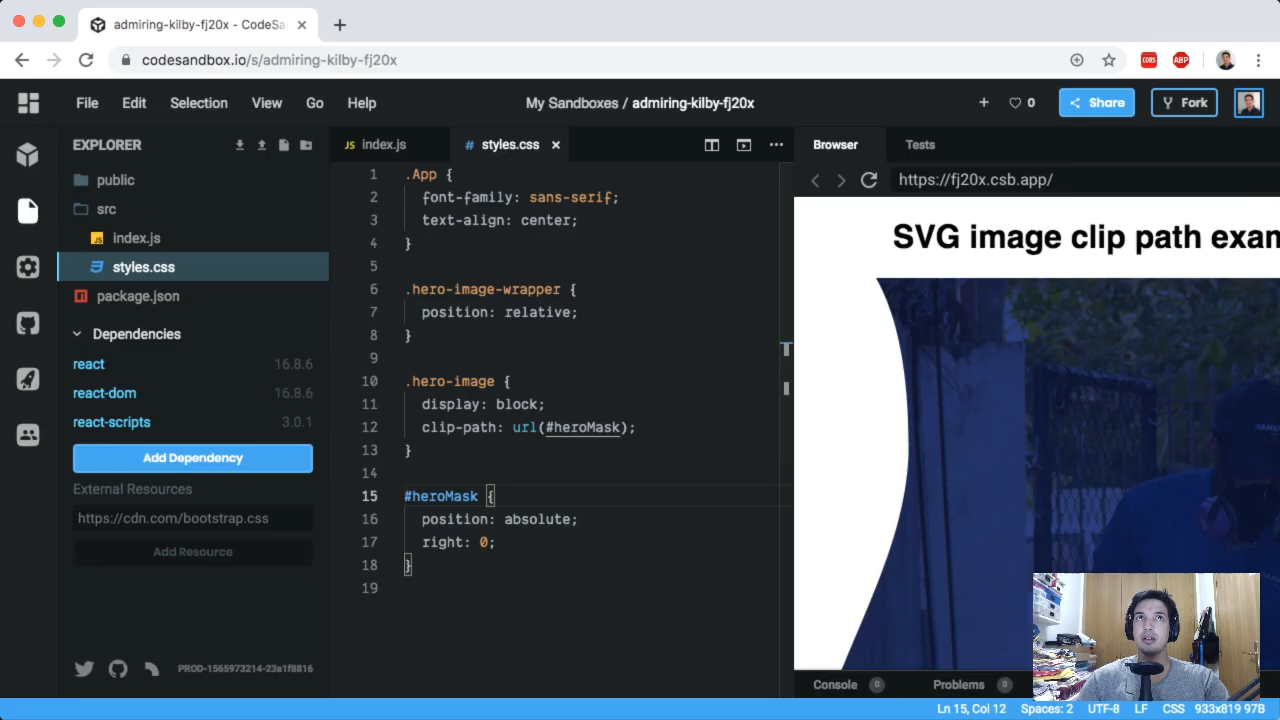 admiring-kilby-fj20x - CodeSa
codesandbox.io/s/admiring-kilby-fj20x
CORS
ABP
File Edit Selection View Go Help
My Sandboxes / admiring-kilby-fj20x
0
Share
Fork
EXPLORER
public
src
JS index.js
styles.css
package.json
Dependencies
react 16.8.6
react-dom 16.8.6
react-scripts 3.0.1
Add Dependency
External Resources
https://cdn.com/bootstrap.css
Add Resource
PROD-1565973214-23a1f8816
JS index.js
# styles.css
1 .App {
2 font-family: sans-serif;
3 text-align: center;
4 }
5
6 .hero-image-wrapper {
7 position: relative;
8 }
9
10 .hero-image {
11 display: block;
12 clip-path: url(#heroMask);
13 }
14
15 #heroMask {
16 position: absolute;
17 right: 0;
18 }
19
Browser Tests
https://fj20x.csb.app/
SVG image clip path exam
Console 0 Problems 0
Ln 15, Col 12 Spaces: 2 UTF-8 LF CSS 933x819 97B